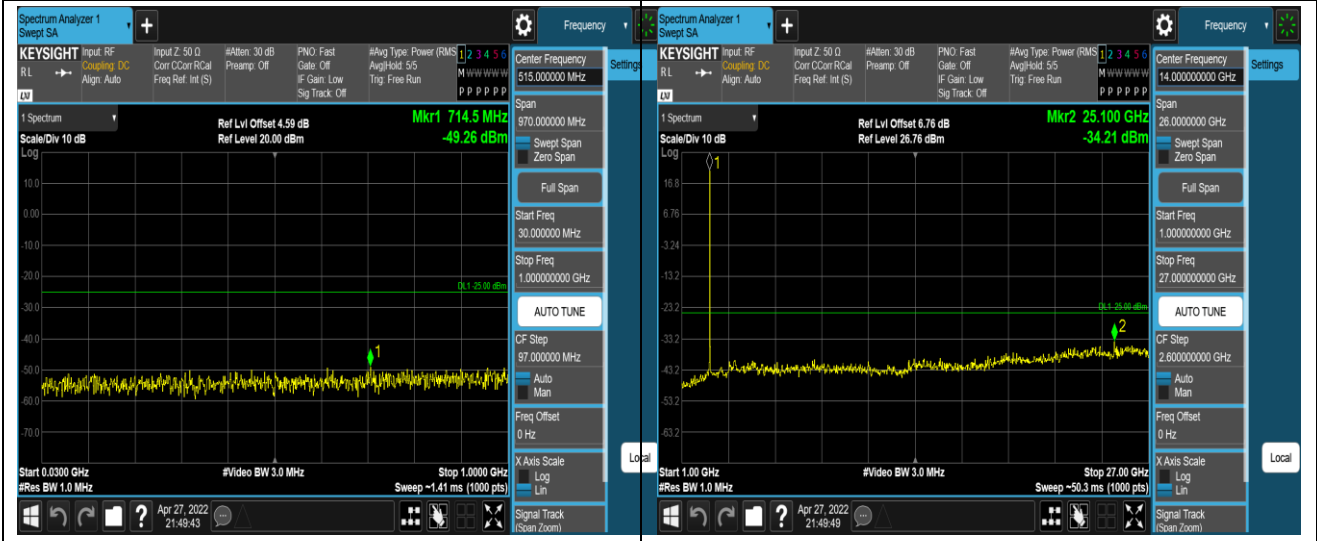 Spectrum Analyzer 1
Swept SA
+
Frequency
KEYSIGHT
RL
LXI
Input: RF
Coupling: DC
Align: Auto
Input Z: 50 Ω
Corr CCorr RCal
Freq Ref: Int (S)
#Atten: 30 dB
Preamp: Off
PNO: Fast
Gate: Off
IF Gain: Low
Sig Track: Off
#Avg Type: Power (RMS
Avg|Hold: 5/5
Trig: Free Run
1 2 3 4 5 6
M W W W W W
P P P P P P
Center Frequency
515.000000 MHz
Settings
1 Spectrum
Scale/Div 10 dB
Log
Ref Lvl Offset 4.59 dB
Ref Level 20.00 dBm
Mkr1 714.5 MHz
-49.26 dBm
10.0
0.00
-10.0
-20.0
-30.0
-40.0
-50.0
-60.0
-70.0
DL1 -25.00 dBm
1
Start 0.0300 GHz
#Res BW 1.0 MHz
#Video BW 3.0 MHz
Stop 1.0000 GHz
Sweep ~1.41 ms (1000 pts)
Span
970.000000 MHz
Swept Span
Zero Span
Full Span
Start Freq
30.000000 MHz
Stop Freq
1.000000000 GHz
AUTO TUNE
CF Step
97.000000 MHz
Auto
Man
Freq Offset
0 Hz
X Axis Scale
Log
Lin
Signal Track
(Span Zoom)
Local
?
Apr 27, 2022
21:49:43
Spectrum Analyzer 1
Swept SA
+
Frequency
KEYSIGHT
RL
LXI
Input: RF
Coupling: DC
Align: Auto
Input Z: 50 Ω
Corr CCorr RCal
Freq Ref: Int (S)
#Atten: 30 dB
Preamp: Off
PNO: Fast
Gate: Off
IF Gain: Low
Sig Track: Off
#Avg Type: Power (RMS
Avg|Hold: 5/5
Trig: Free Run
1 2 3 4 5 6
M W W W W W
P P P P P P
Center Frequency
14.000000000 GHz
Settings
1 Spectrum
Scale/Div 10 dB
Log
Ref Lvl Offset 6.76 dB
Ref Level 26.76 dBm
Mkr2 25.100 GHz
-34.21 dBm
1
16.8
6.76
-3.24
-13.2
-23.2
-33.2
-43.2
-53.2
-63.2
DL1 -25.00 dBm
2
Start 1.00 GHz
#Res BW 1.0 MHz
#Video BW 3.0 MHz
Stop 27.00 GHz
Sweep ~50.3 ms (1000 pts)
Span
26.0000000 GHz
Swept Span
Zero Span
Full Span
Start Freq
1.000000000 GHz
Stop Freq
27.000000000 GHz
AUTO TUNE
CF Step
2.600000000 GHz
Auto
Man
Freq Offset
0 Hz
X Axis Scale
Log
Lin
Signal Track
(Span Zoom)
Local
?
Apr 27, 2022
21:49:49